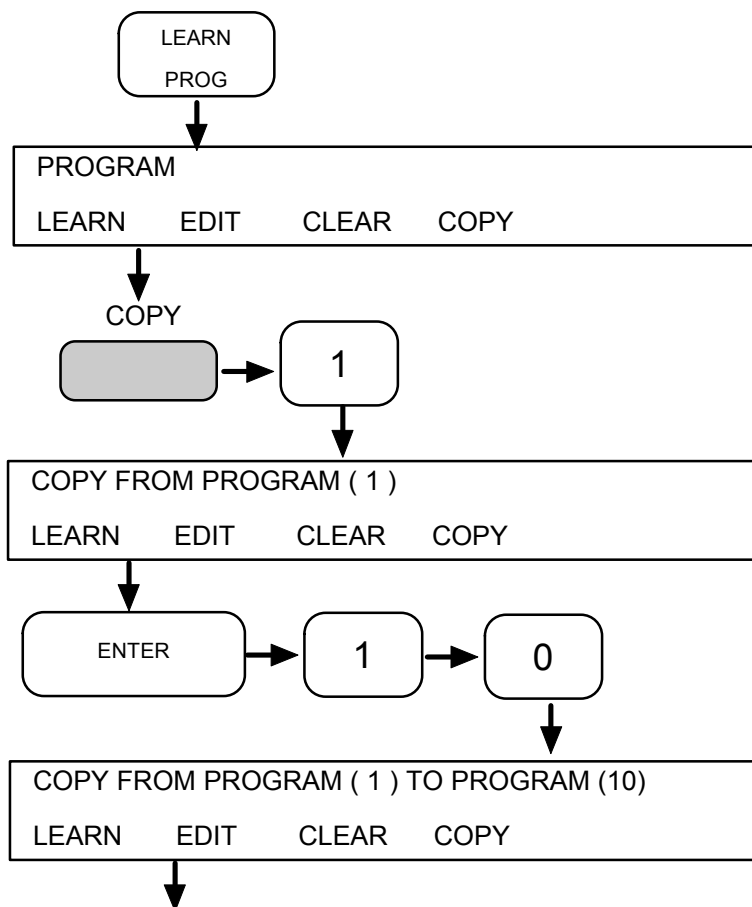 LEARN
PROG
PROGRAM
LEARN EDIT CLEAR COPY
COPY
1
COPY FROM PROGRAM ( 1 )
LEARN EDIT CLEAR COPY
ENTER 1 0
COPY FROM PROGRAM ( 1 ) TO PROGRAM (10)
LEARN EDIT CLEAR COPY